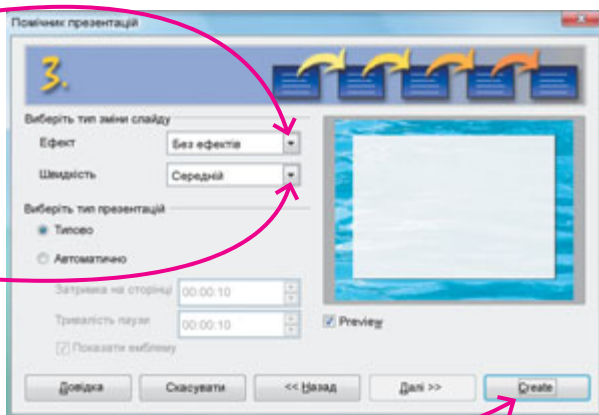 Помічник презентацій
3.
Виберіть тип зміни слайду
Ефект Без ефектів
Швидкість Середній
Виберіть тип презентацій
Типово
Автоматично
Затримка на сторінці 00:00:10
Тривалість паузи 00:00:10
Показати емблему
Preview
Довідка Скасувати << Назад Далі >> Create